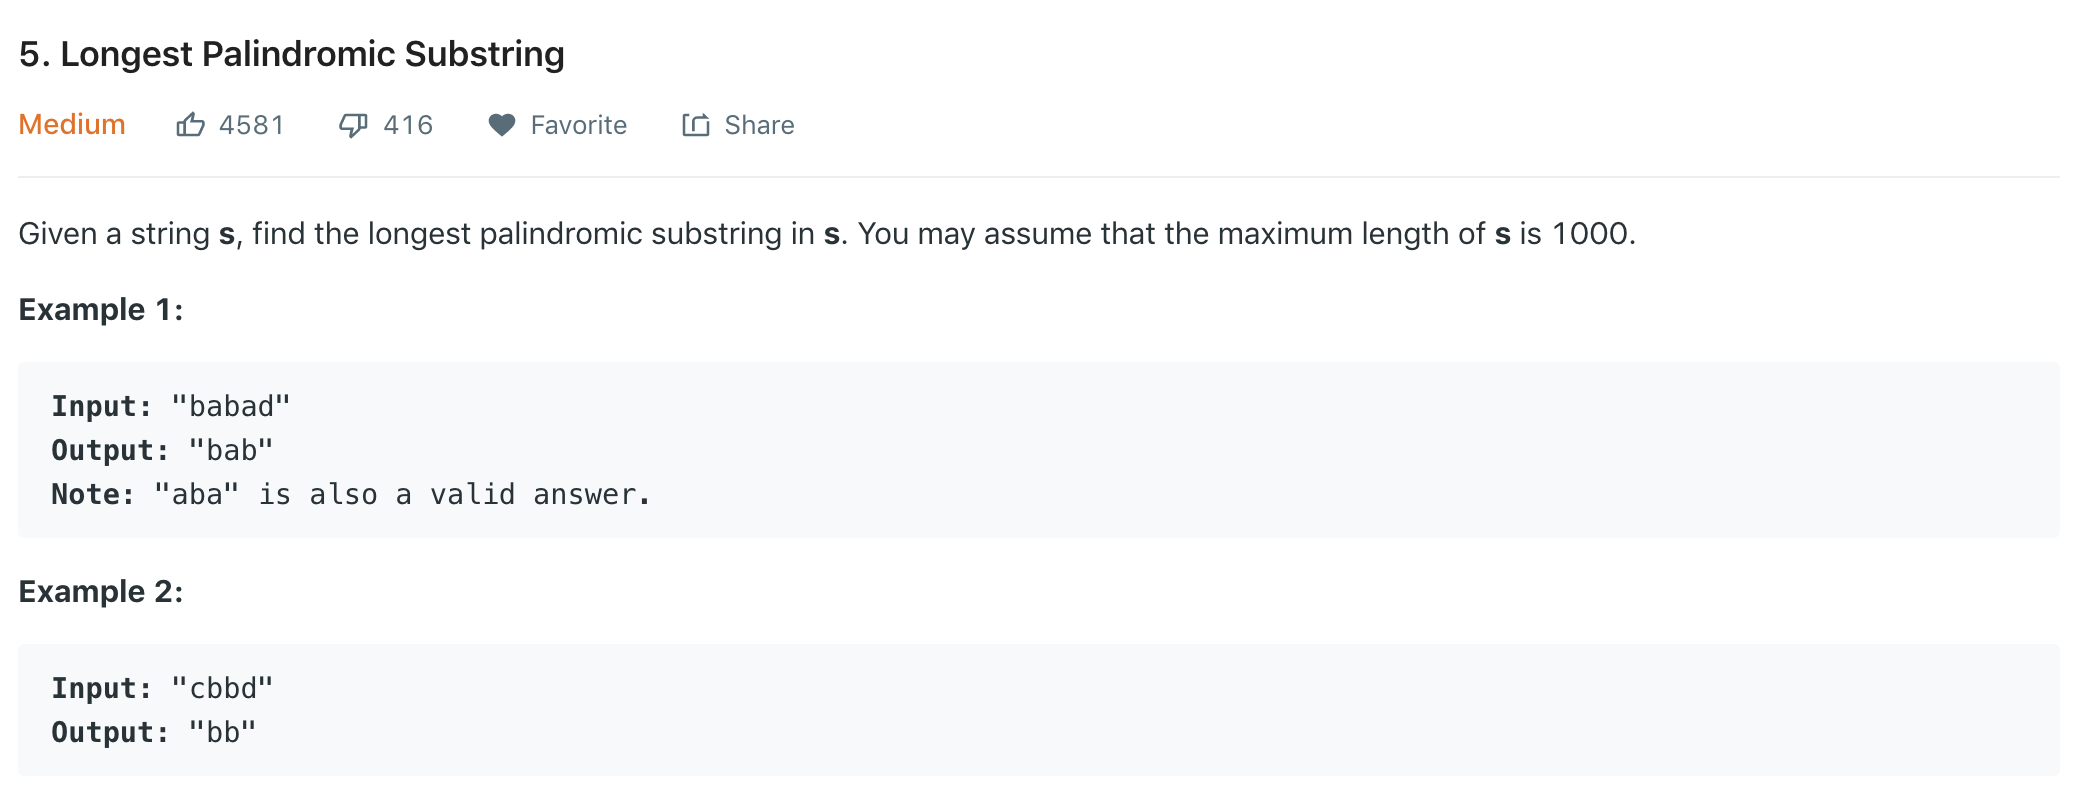 5. Longest Palindromic Substring
Medium 4581 416 Favorite Share
Given a string s, find the longest palindromic substring in s. You may assume that the maximum length of s is 1000.
Example 1:
Input: "babad"
Output: "bab"
Note: "aba" is also a valid answer.
Example 2:
Input: "cbbd"
Output: "bb"